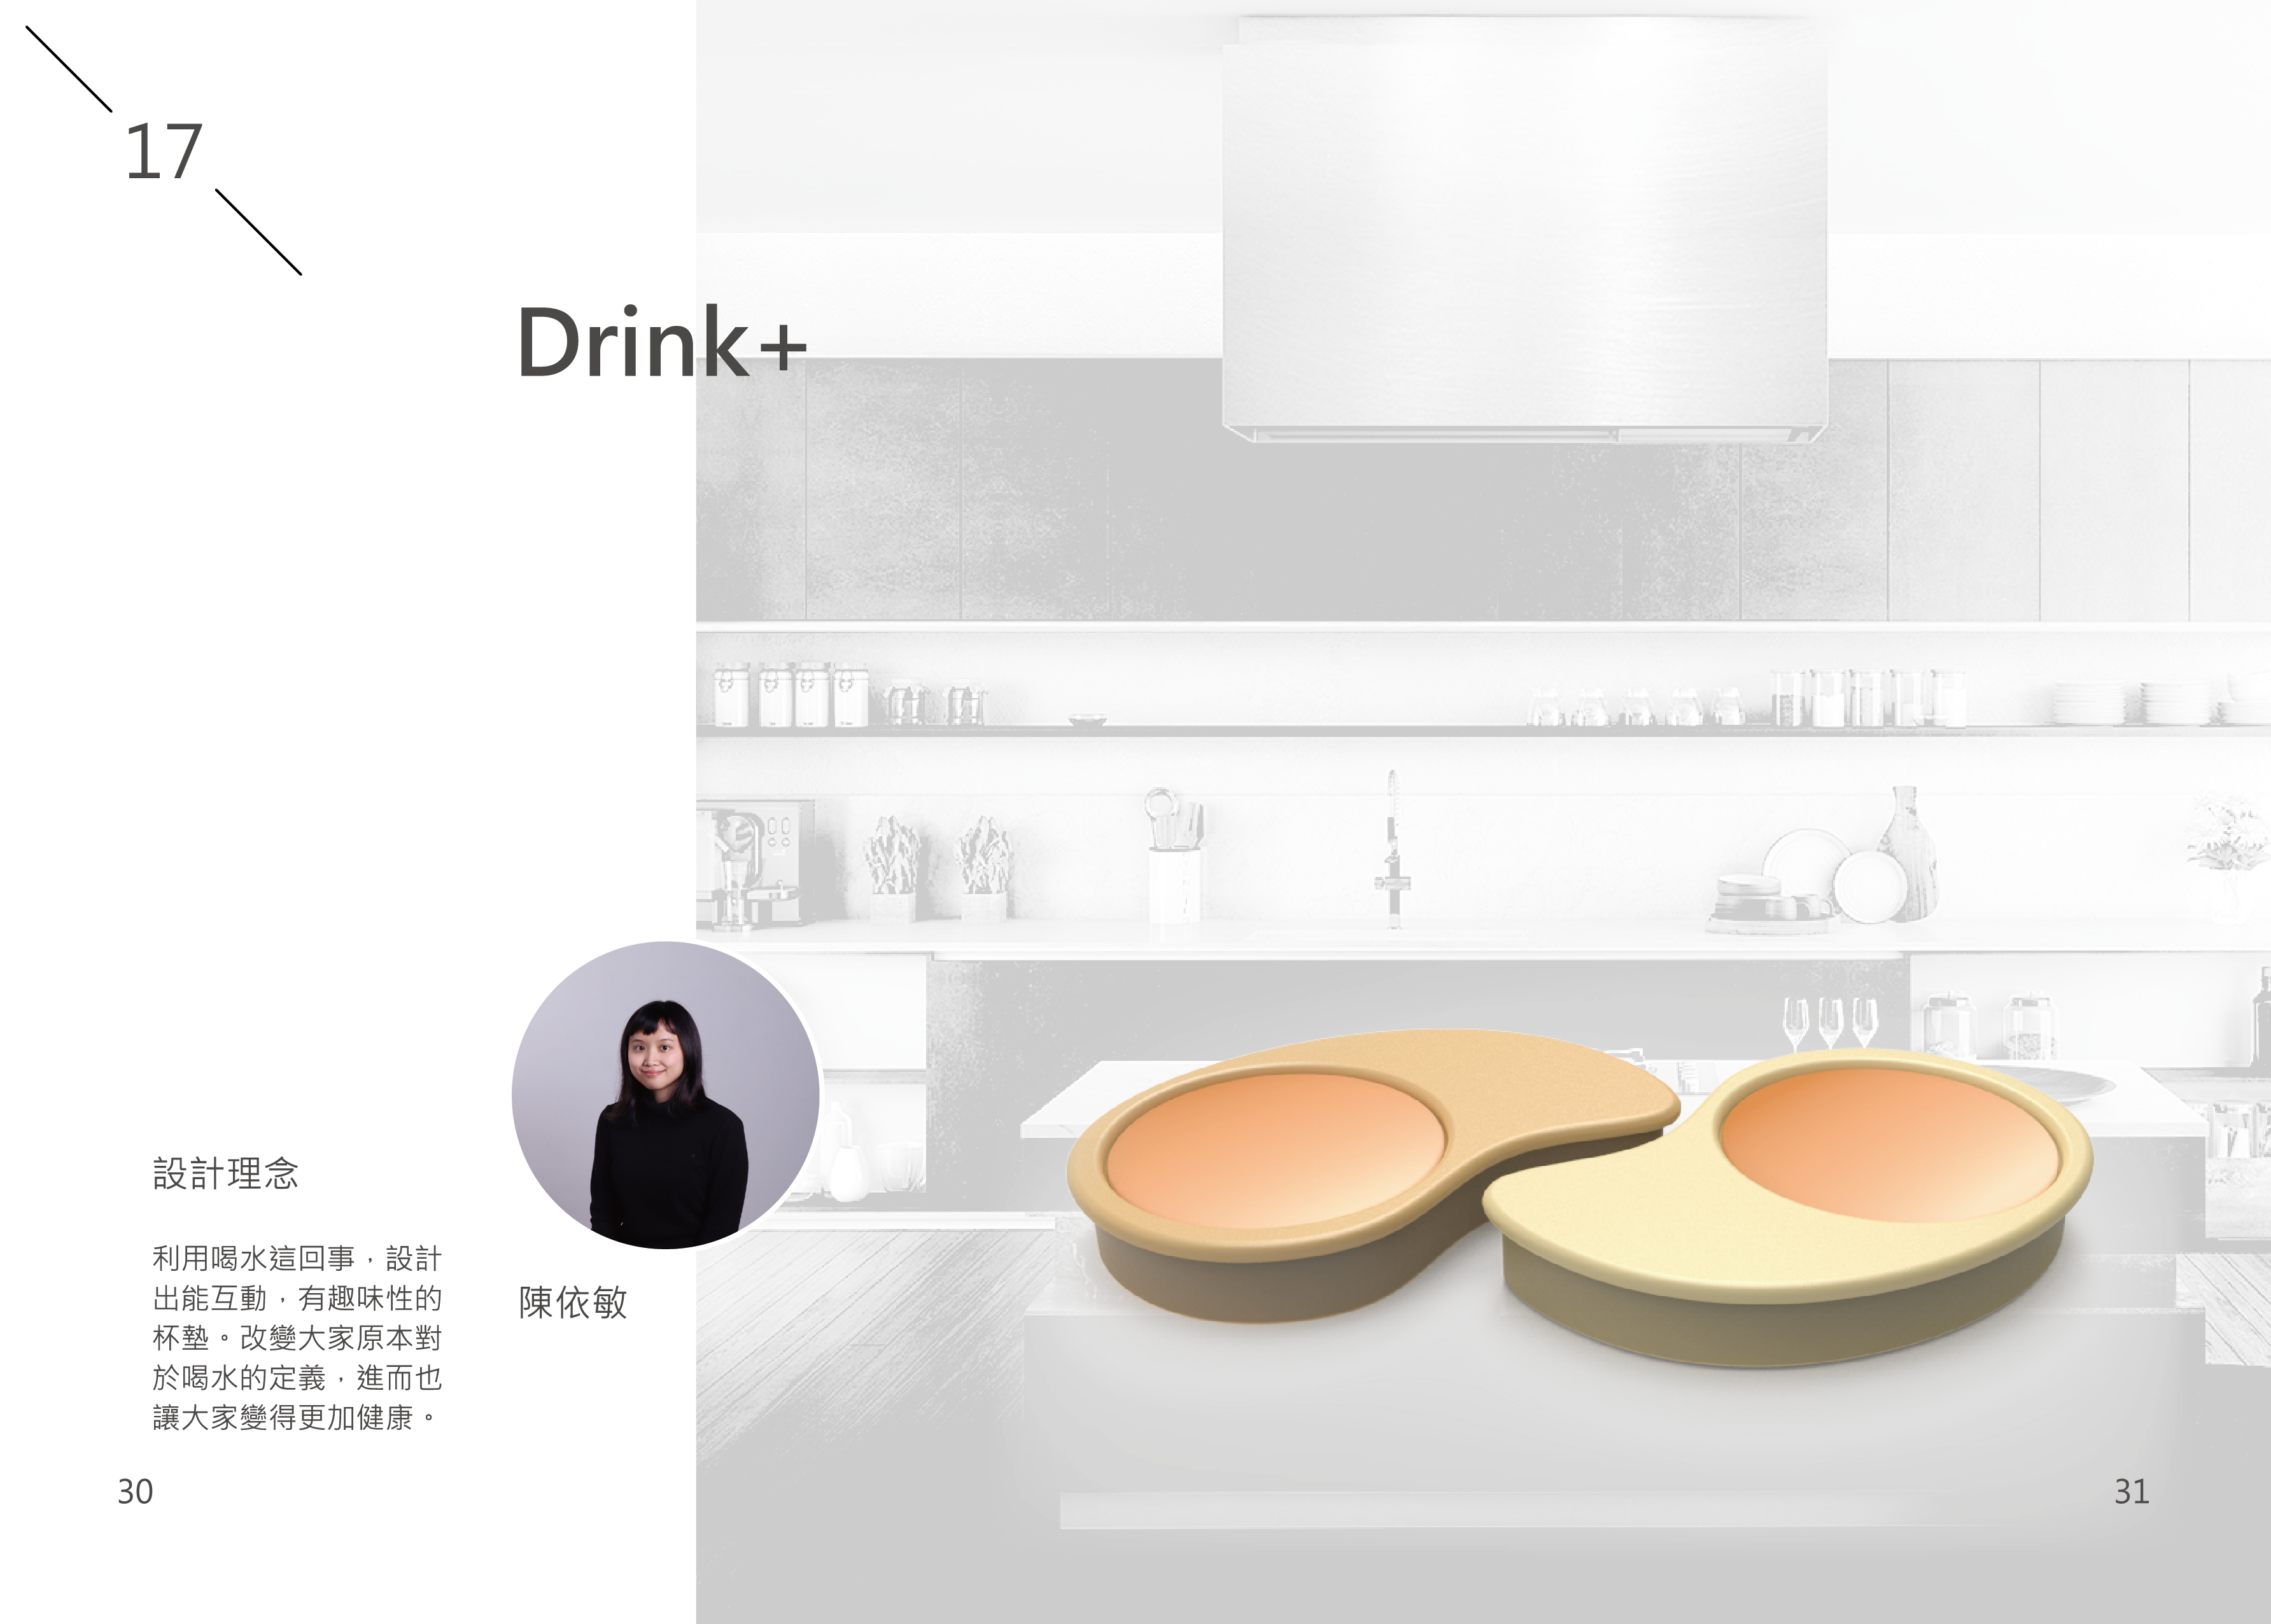 17
Drink+
設計理念
利用喝水這回事，設計
出能互動，有趣味性的
杯墊。改變大家原本對
於喝水的定義，進而也
讓大家變得更加健康。
陳依敏
30
31